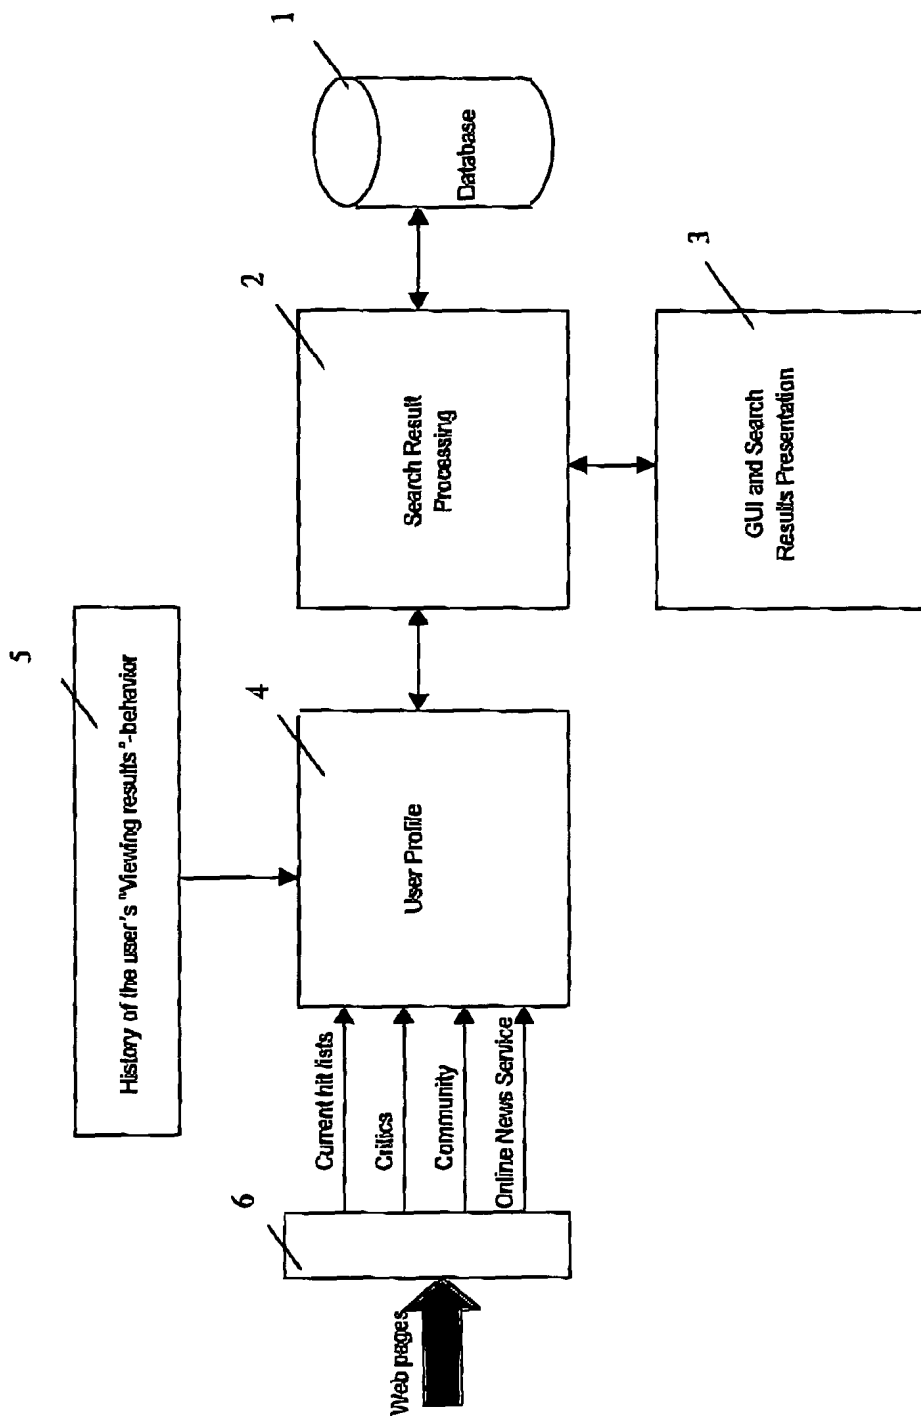 5
History of the user's "Viewing results"-behavior
6
Web pages
Current hit lists
Critics
Community
Online News Service
4
User Profile
2
Search Result
Processing
1
Database
3
GUI and Search
Results Presentation